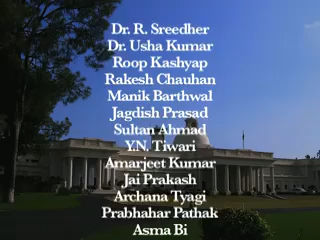 Dr. R. Sreedher
Dr. Usha Kumar
Roop Kashyap
Rakesh Chauhan
Manik Barthwal
Jagdish Prasad
Sultan Ahmad
Y.N. Tiwari
Amarjeet Kumar
Jai Prakash
Archana Tyagi
Prabhahar Pathak
Asma Bi